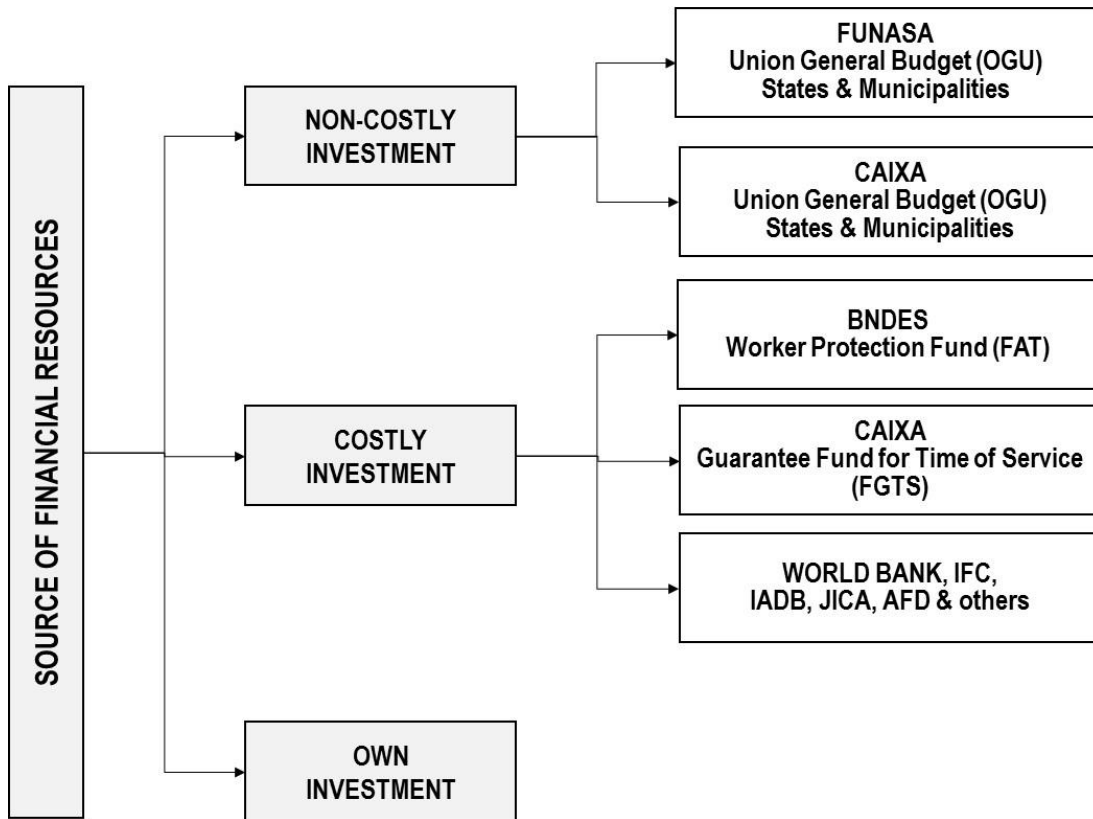 SOURCE OF FINANCIAL RESOURCES
NON-COSTLY
INVESTMENT
FUNASA
Union General Budget (OGU)
States & Municipalities
CAIXA
Union General Budget (OGU)
States & Municipalities
COSTLY
INVESTMENT
BNDES
Worker Protection Fund (FAT)
CAIXA
Guarantee Fund for Time of Service
(FGTS)
WORLD BANK, IFC,
IADB, JICA, AFD & others
OWN
INVESTMENT